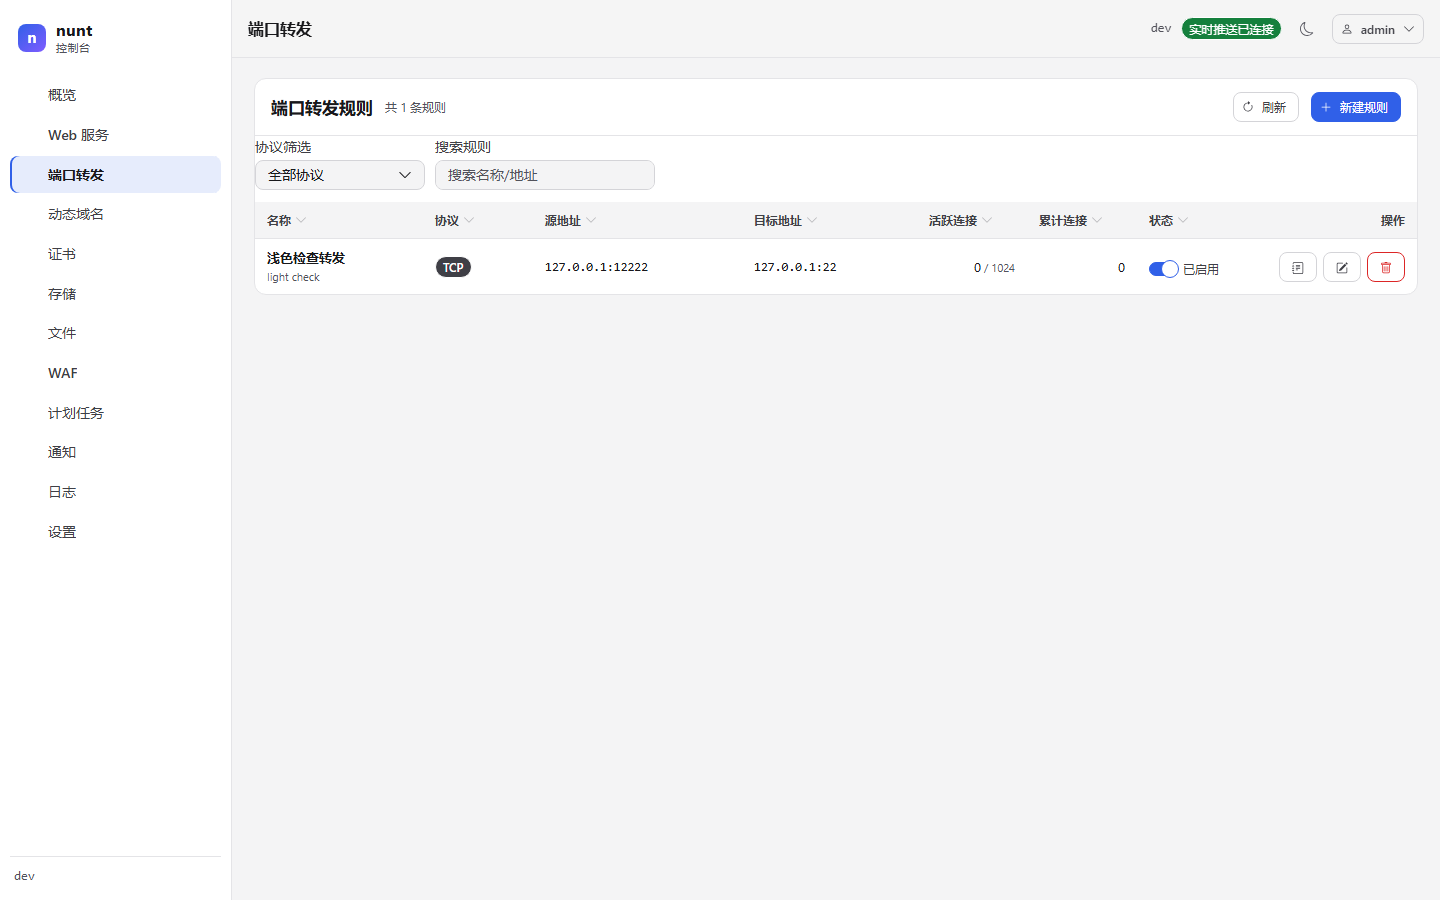 n
nunt
控制台
概览
Web 服务
端口转发
动态域名
证书
存储
文件
WAF
计划任务
通知
日志
设置
dev
端口转发
dev
实时推送已连接
admin
端口转发规则
共 1 条规则
刷新
新建规则
协议筛选
搜索规则
全部协议
搜索名称/地址
名称
协议
源地址
目标地址
活跃连接
累计连接
状态
操作
浅色检查转发
light check
TCP
127.0.0.1:12222
127.0.0.1:22
0 / 1024
0
已启用